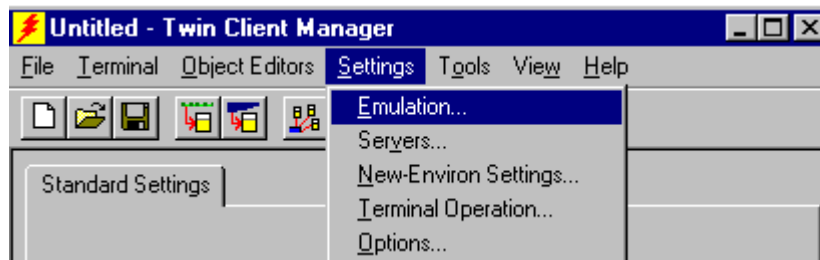 Untitled - Twin Client Manager
File Terminal Object Editors Settings Tools View Help
Emulation...
Servers...
Standard Settings
New-Environ Settings...
Terminal Operation...
Options...